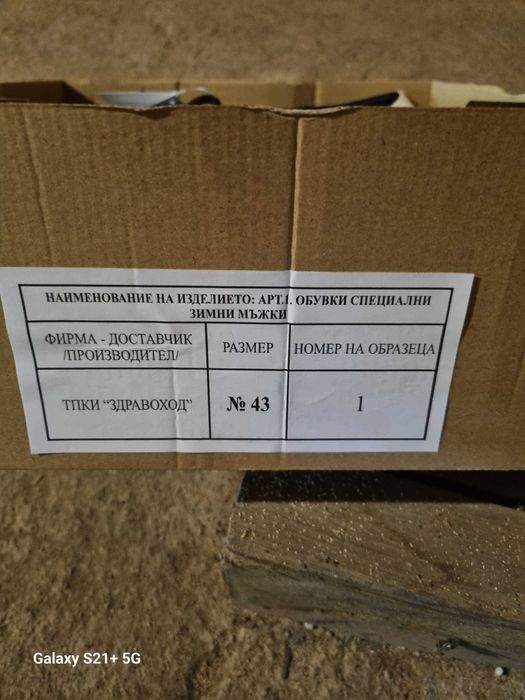 НАИМЕНОВАНИЕ НА ИЗДЕЛИЕТО: АРТ.1. ОБУВКИ СПЕЦИАЛНИ
ЗИМНИ МЪЖКИ
ФИРМА - ДОСТАВЧИК
/ПРОИЗВОДИТЕЛ/
РАЗМЕР
НОМЕР НА ОБРАЗЕЦА
ТПКИ “ЗДРАВОХОД”
№ 43
1
Galaxy S21+ 5G